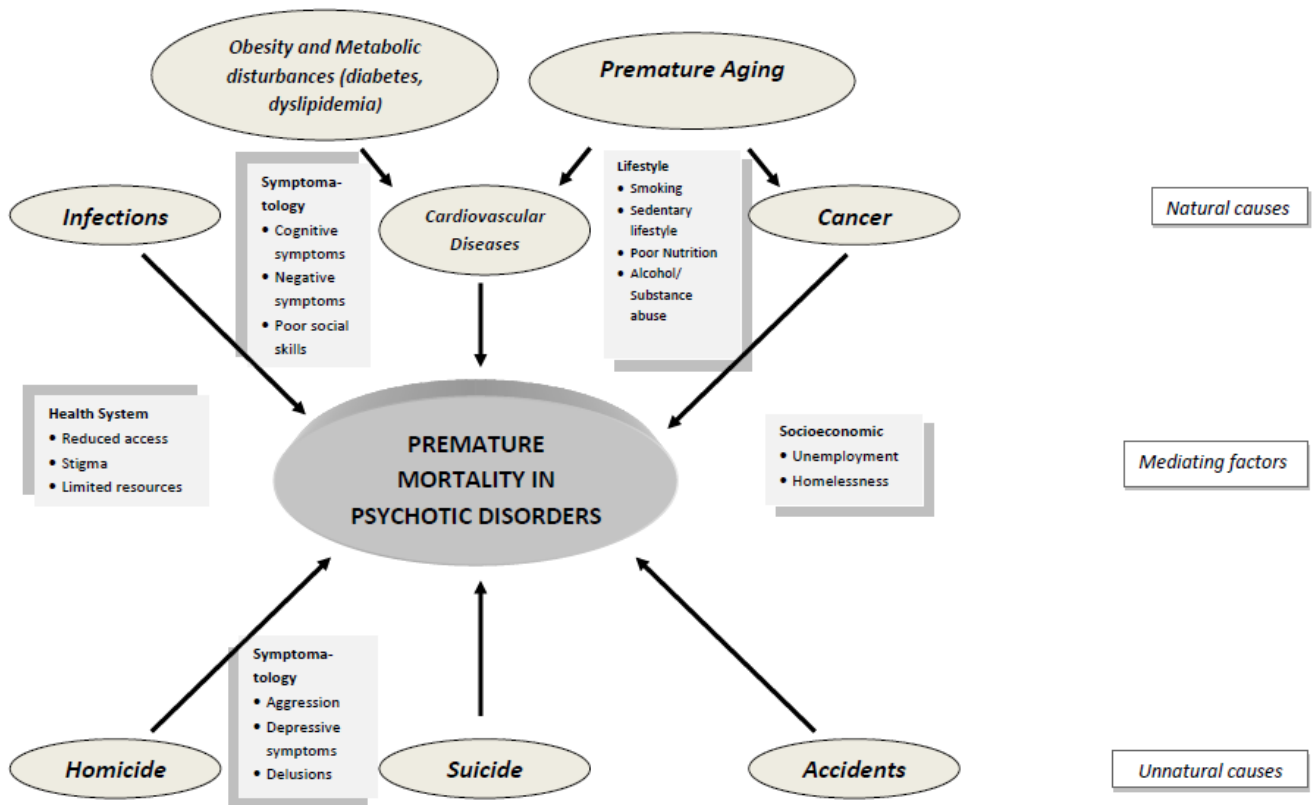 Obesity and Metabolic
disturbances (diabetes,
dyslipidemia)
Premature Aging
Symptoma-
tology
• Cognitive
symptoms
• Negative
symptoms
• Poor social
skills
Lifestyle
• Smoking
• Sedentary
lifestyle
• Poor Nutrition
• Alcohol/
Substance
abuse
Infections
Cardiovascular
Diseases
Cancer
Natural causes
Health System
• Reduced access
• Stigma
• Limited resources
PREMATURE
MORTALITY IN
PSYCHOTIC DISORDERS
Socioeconomic
• Unemployment
• Homelessness
Mediating factors
Symptoma-
tology
• Aggression
• Depressive
symptoms
• Delusions
Homicide
Suicide
Accidents
Unnatural causes